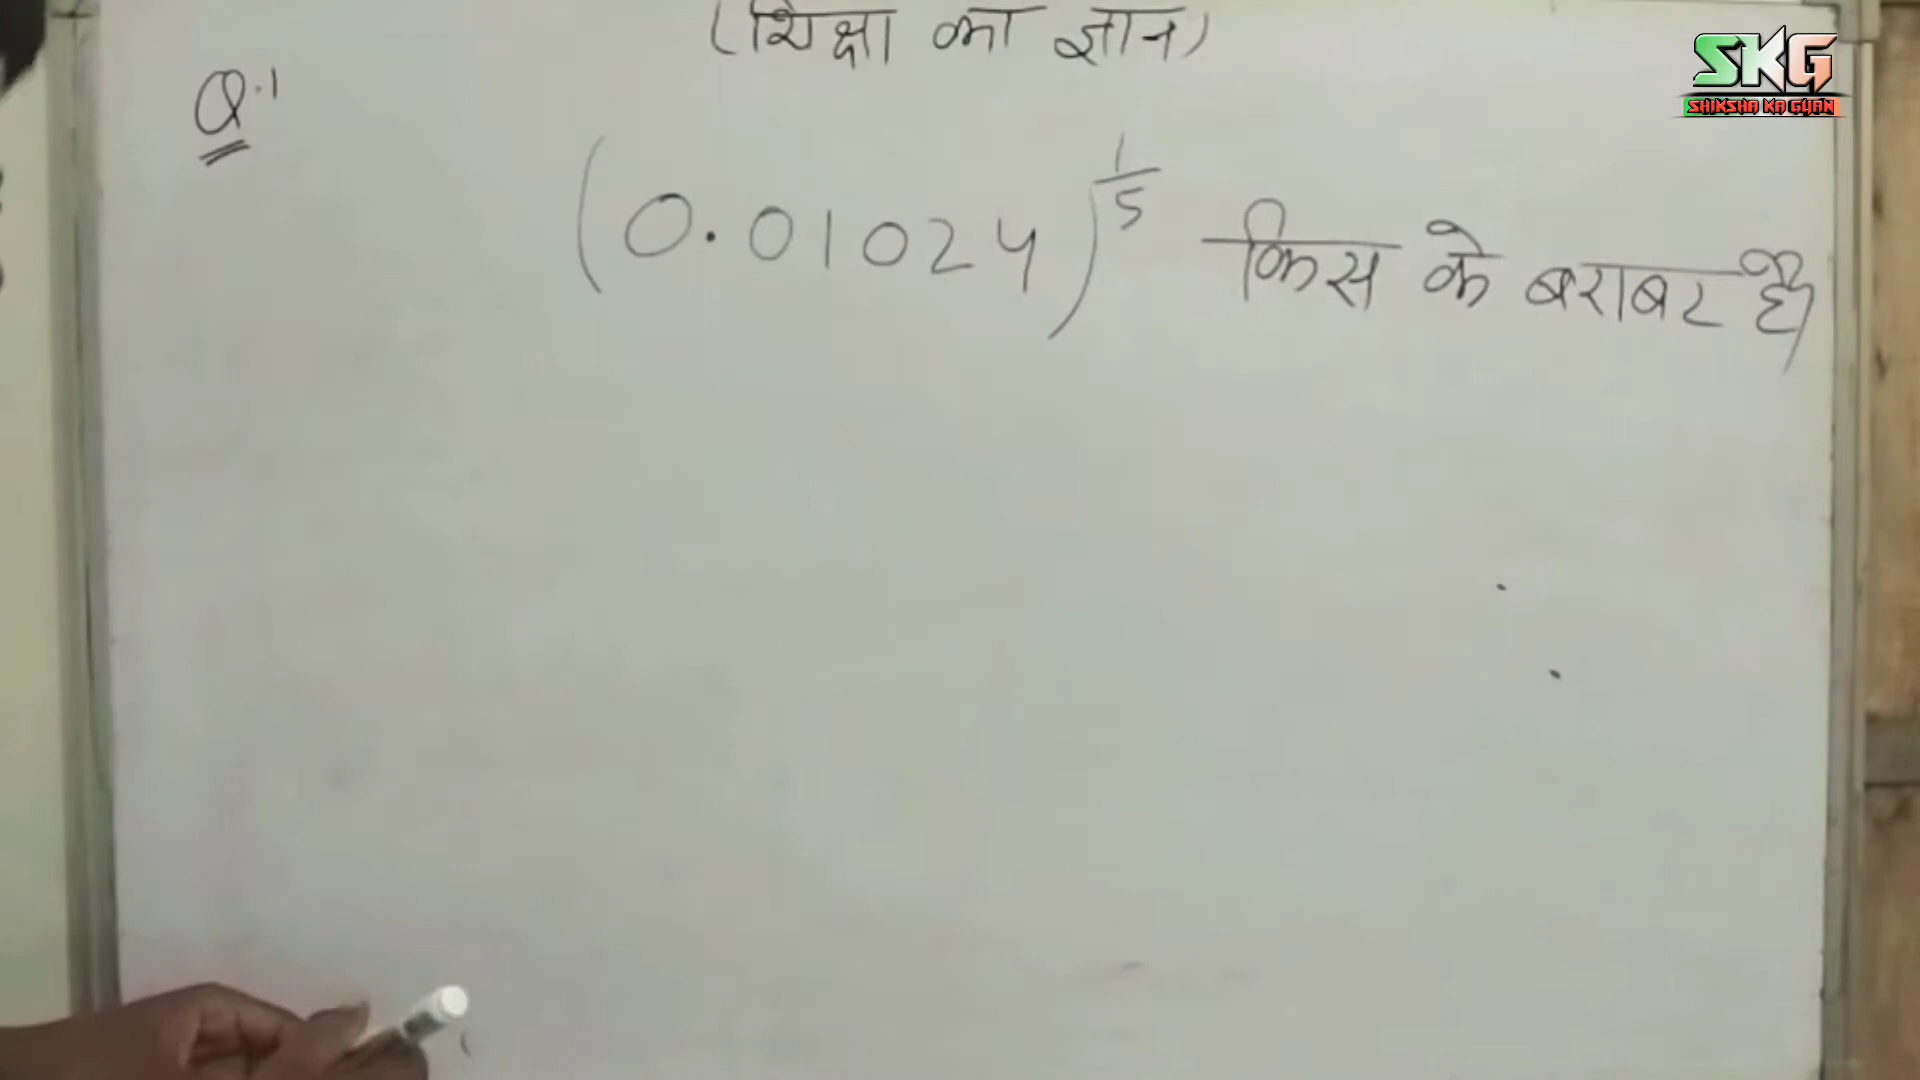 (शिक्षा का ज्ञान)
SKG
SHIKSHA KA GYAN
Q.1
(0.01024)^1/5 किस के बराबर है